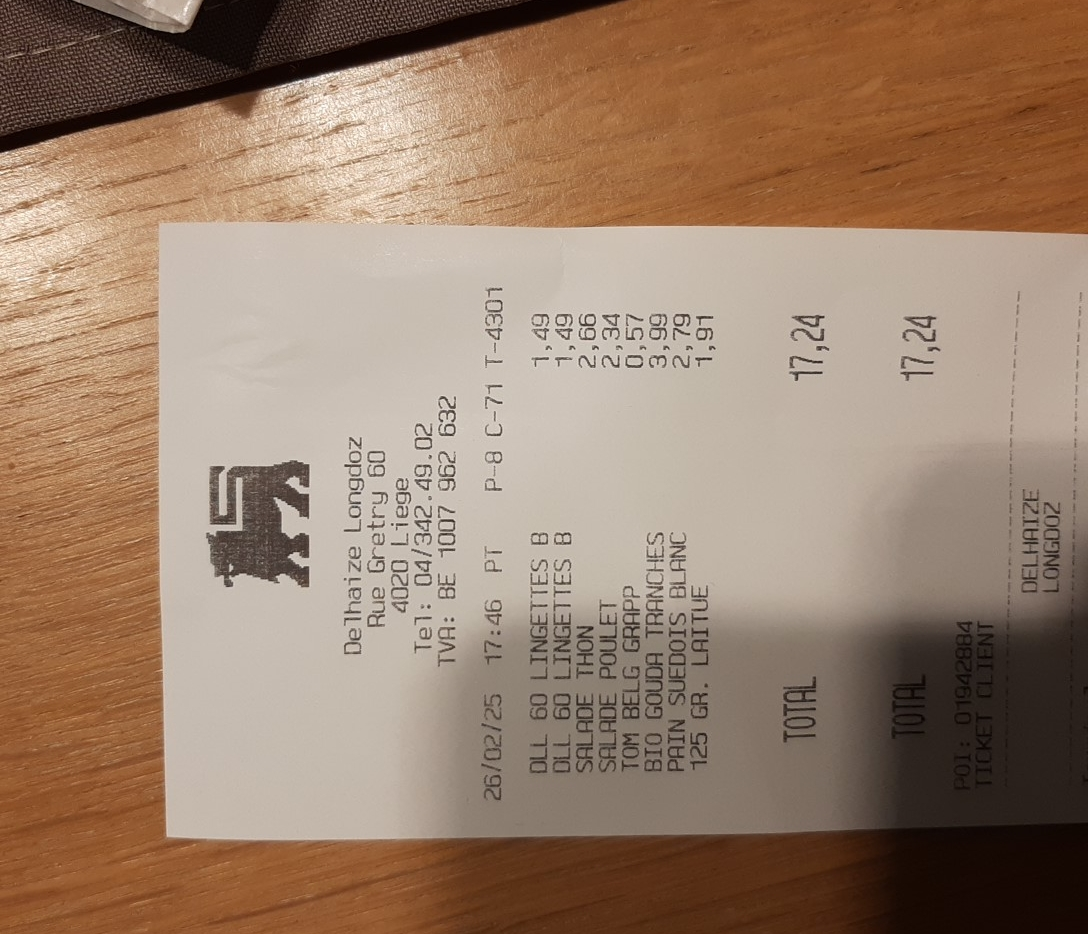 Delhaize Longdoz
Rue Gretry 60
4020 Liege
Tel: 04/342.49.02
TVA: BE 1007 962 632
26/02/25 17:46 PT P-8 C-71 T-4301
DLL 60 LINGETTES B 1,49
DLL 60 LINGETTES B 1,49
SALADE THON 2,66
SALADE POULET 2,34
TOM BELG GRAPP 0,57
BIO GOUDA TRANCHES 3,99
PAIN SUEDOIS BLANC 2,79
125 GR. LAITUE 1,91
TOTAL 17,24
TOTAL 17,24
POI: 01942884
TICKET CLIENT
DELHAIZE
LONGDOZ